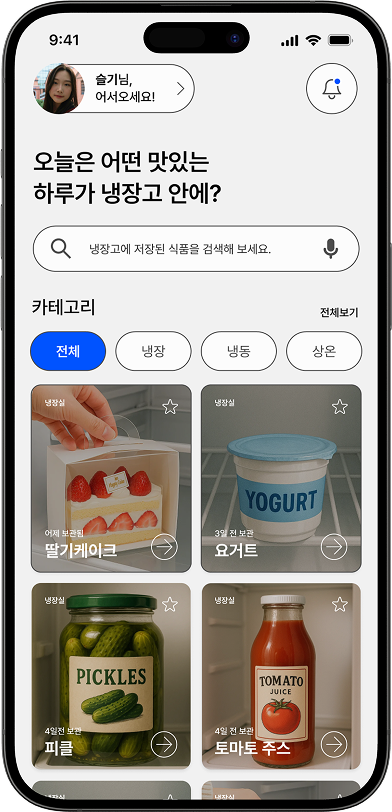 9:41
슬기님,
어서오세요!
오늘은 어떤 맛있는
하루가 냉장고 안에?
냉장고에 저장된 식품을 검색해 보세요.
카테고리
전체보기
전체
냉장
냉동
상온
냉장실
어제 보관됨
딸기케이크
냉장실
YOGURT
3일 전 보관
요거트
냉장실
PICKLES
4일전 보관
피클
냉장실
TOMATO
JUICE
4일 전 보관
토마토 주스